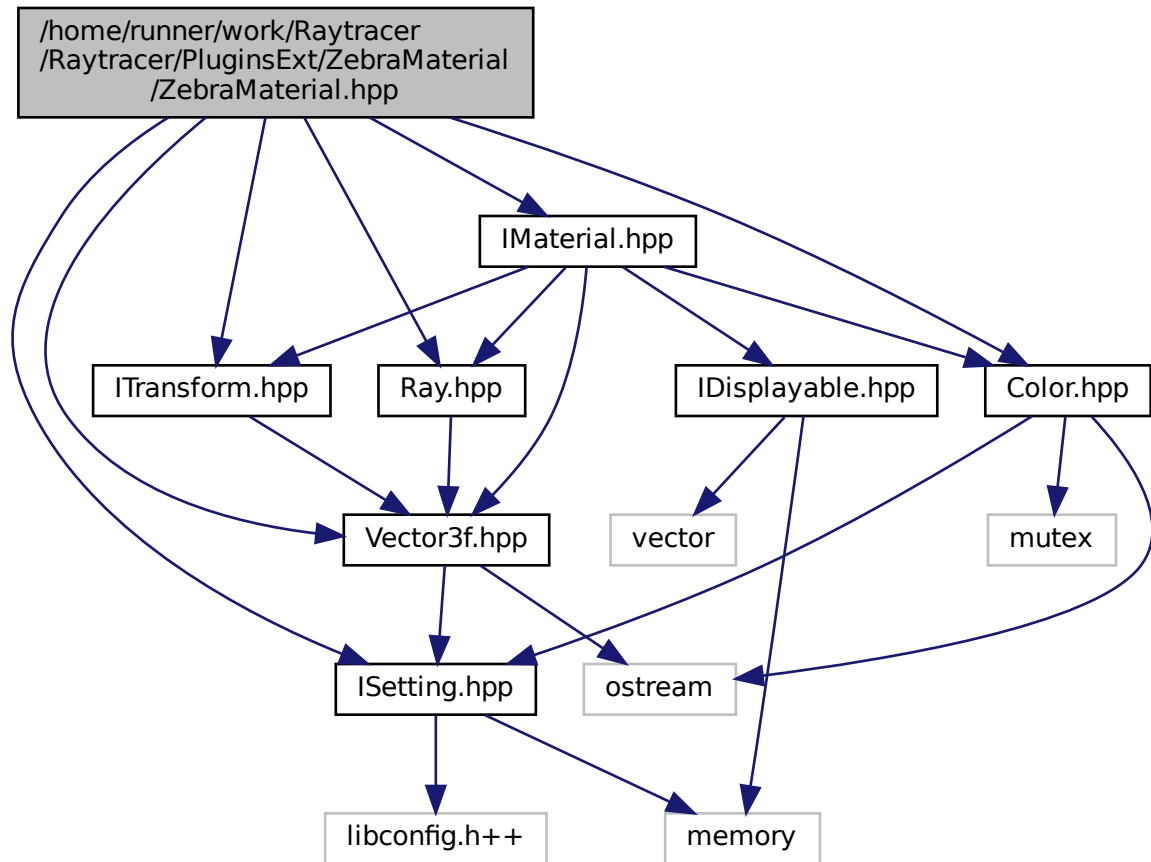 /home/runner/work/Raytracer
/Raytracer/PluginsExt/ZebraMaterial
/ZebraMaterial.hpp
IMaterial.hpp
ITransform.hpp
Ray.hpp
IDisplayable.hpp
Color.hpp
Vector3f.hpp
vector
mutex
ISetting.hpp
ostream
libconfig.h++
memory